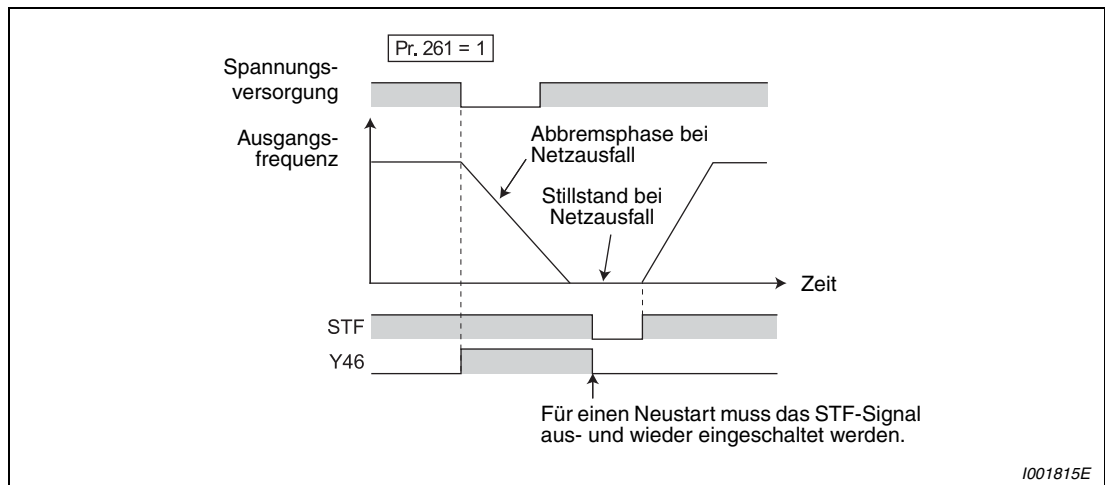 Pr. 261 = 1
Spannungs-
versorgung
Ausgangs-
frequenz
Abbremsphase bei
Netzausfall
Stillstand bei
Netzausfall
Zeit
STF
Y46
Für einen Neustart muss das STF-Signal
aus- und wieder eingeschaltet werden.
I001815E